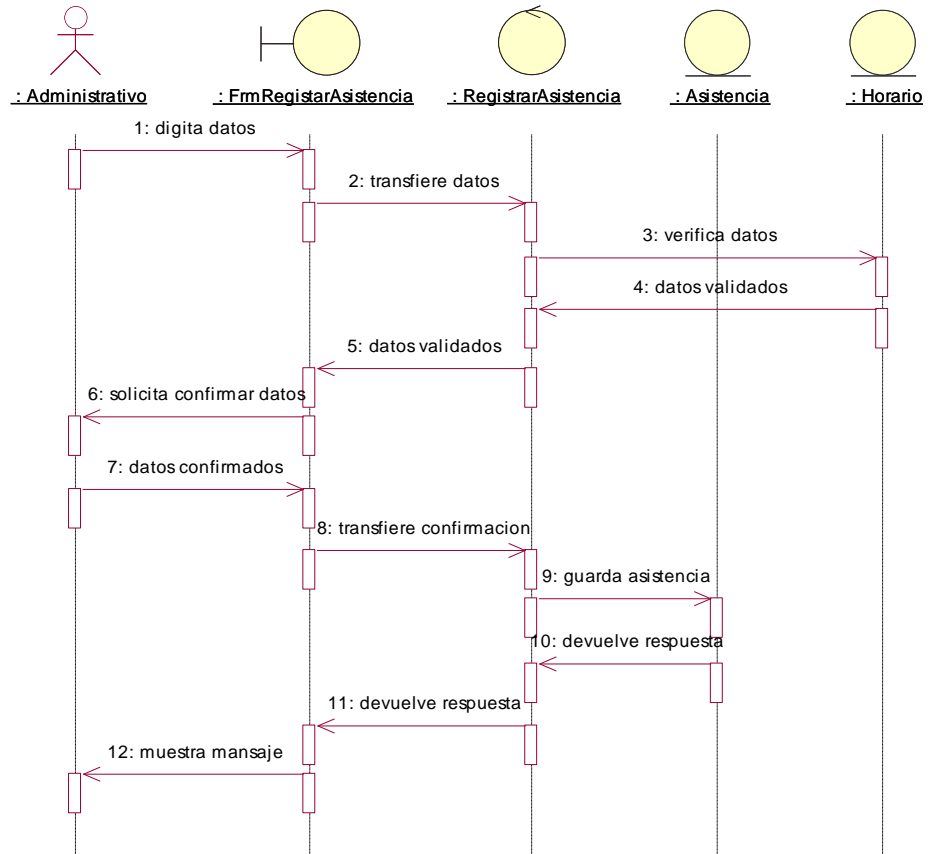 : Administrativo
: FrmRegistarAsistencia
: RegistrarAsistencia
: Asistencia
: Horario
1: digita datos
2: transfiere datos
3: verifica datos
4: datos validados
5: datos validados
6: solicita confirmar datos
7: datos confirmados
8: transfiere confirmacion
9: guarda asistencia
10: devuelve respuesta
11: devuelve respuesta
12: muestra mansaje